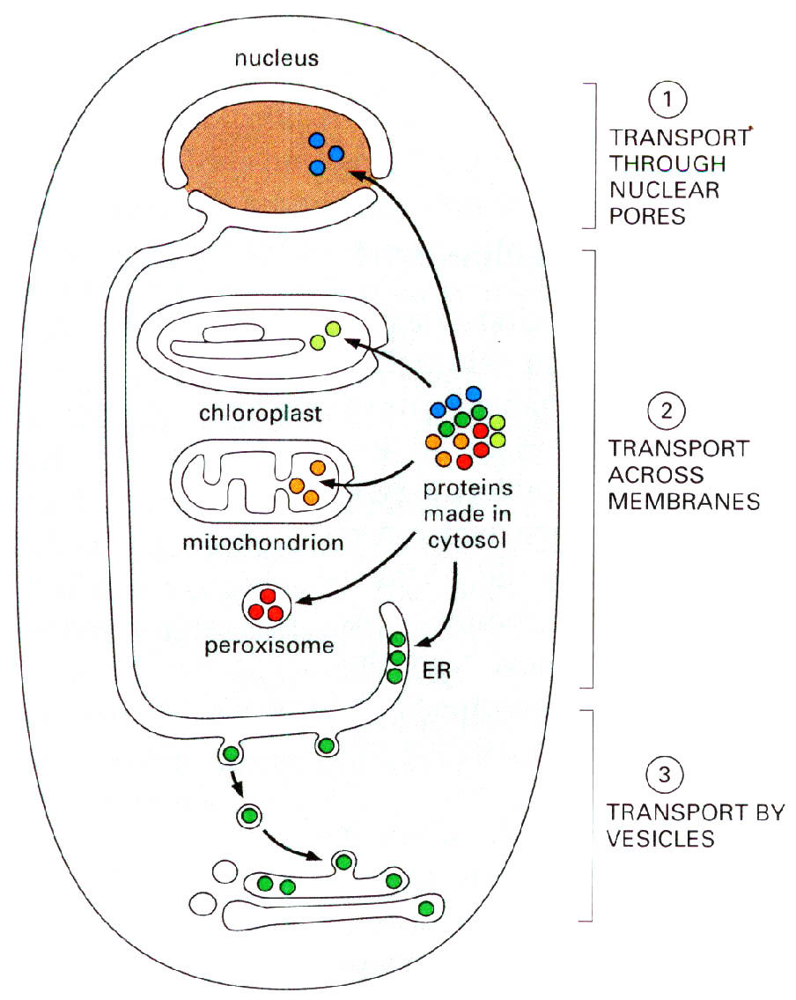 nucleus
1
TRANSPORT
THROUGH
NUCLEAR
PORES
chloroplast
2
TRANSPORT
ACROSS
MEMBRANES
proteins
made in
cytosol
mitochondrion
peroxisome
ER
3
TRANSPORT BY
VESICLES